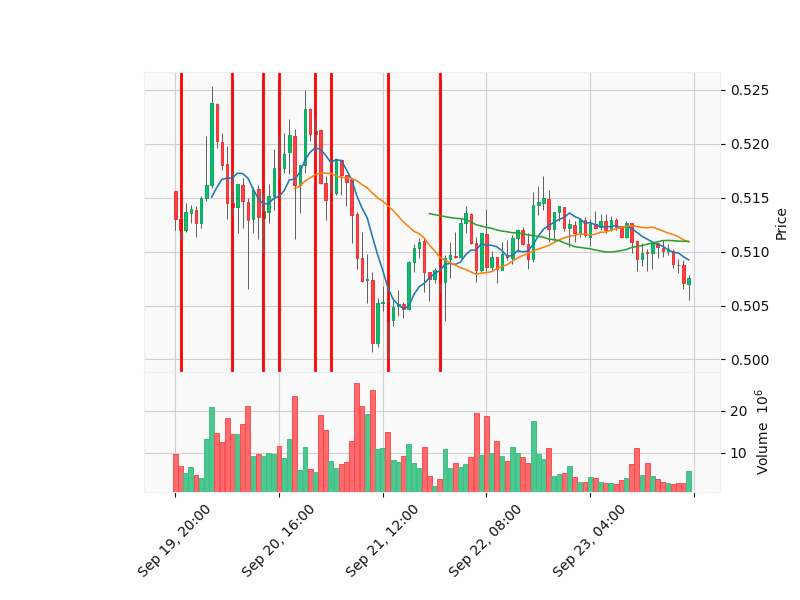 0.525
0.520
0.515
0.510
0.505
0.500
Price
20
10
Volume 10^6
Sep 19, 20:00
Sep 20, 16:00
Sep 21, 12:00
Sep 22, 08:00
Sep 23, 04:00